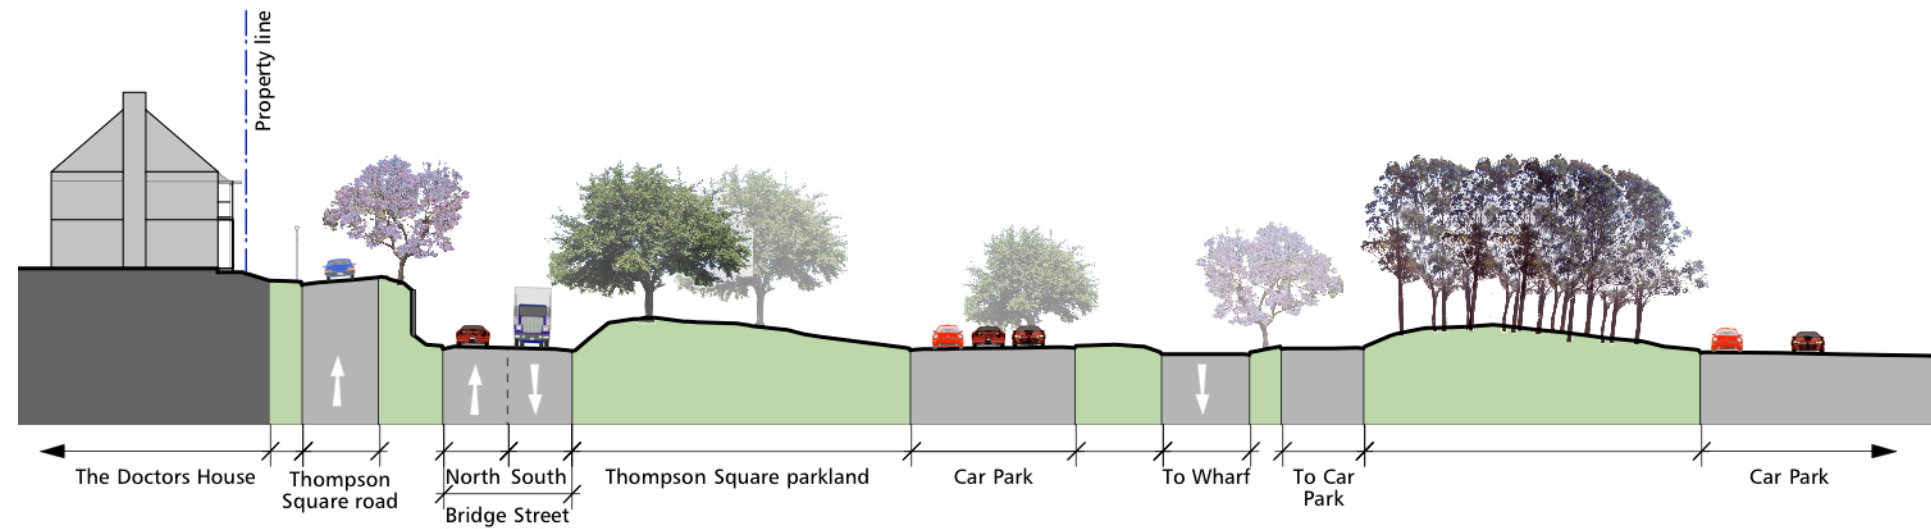 Property line
The Doctors House
Thompson
Square road
North
South
Bridge Street
Thompson Square parkland
Car Park
To Wharf
To Car
Park
Car Park